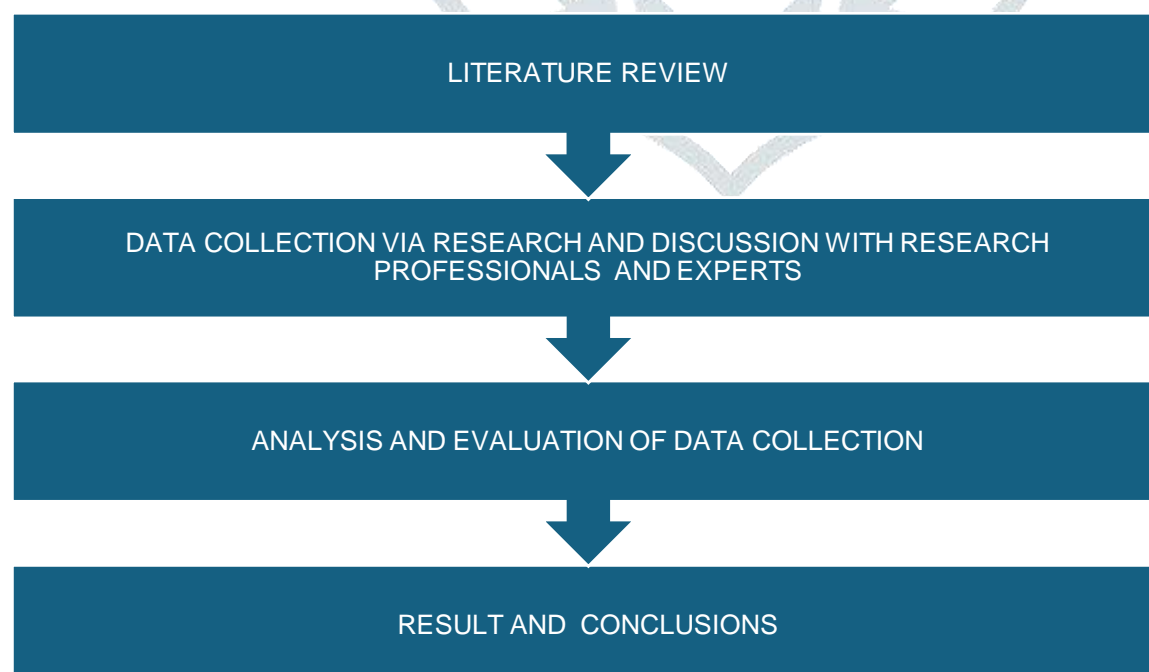 LITERATURE REVIEW
DATA COLLECTION VIA RESEARCH AND DISCUSSION WITH RESEARCH
PROFESSIONALS AND EXPERTS
ANALYSIS AND EVALUATION OF DATA COLLECTION
RESULT AND CONCLUSIONS